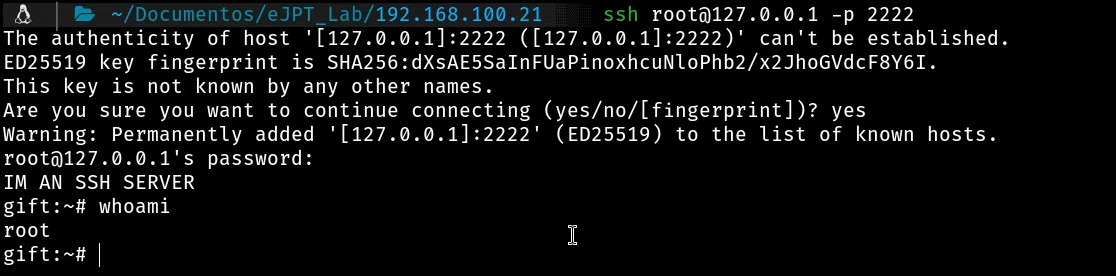 ~/Documentos/eJPT_Lab/192.168.100.21 ssh root@127.0.0.1 -p 2222
The authenticity of host '[127.0.0.1]:2222 ([127.0.0.1]:2222)' can't be established.
ED25519 key fingerprint is SHA256:dXsAE5SaInFUaPinoxhcuNloPhb2/x2JhoGVdcF8Y6I.
This key is not known by any other names.
Are you sure you want to continue connecting (yes/no/[fingerprint])? yes
Warning: Permanently added '[127.0.0.1]:2222' (ED25519) to the list of known hosts.
root@127.0.0.1's password:
IM AN SSH SERVER
gift:~# whoami
root
gift:~#